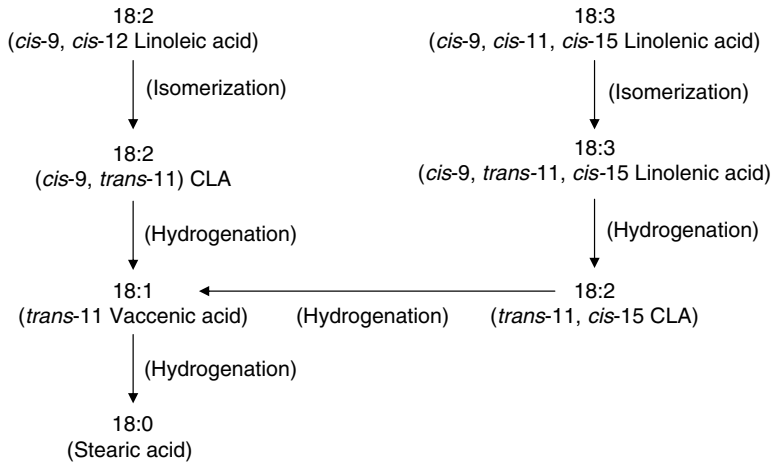 18:2
(cis-9, cis-12 Linoleic acid)
(Isomerization)
18:2
(cis-9, trans-11) CLA
(Hydrogenation)
18:1
(trans-11 Vaccenic acid)
(Hydrogenation)
18:0
(Stearic acid)
18:3
(cis-9, cis-11, cis-15 Linolenic acid)
(Isomerization)
18:3
(cis-9, trans-11, cis-15 Linolenic acid)
(Hydrogenation)
18:2
(trans-11, cis-15 CLA)
(Hydrogenation)